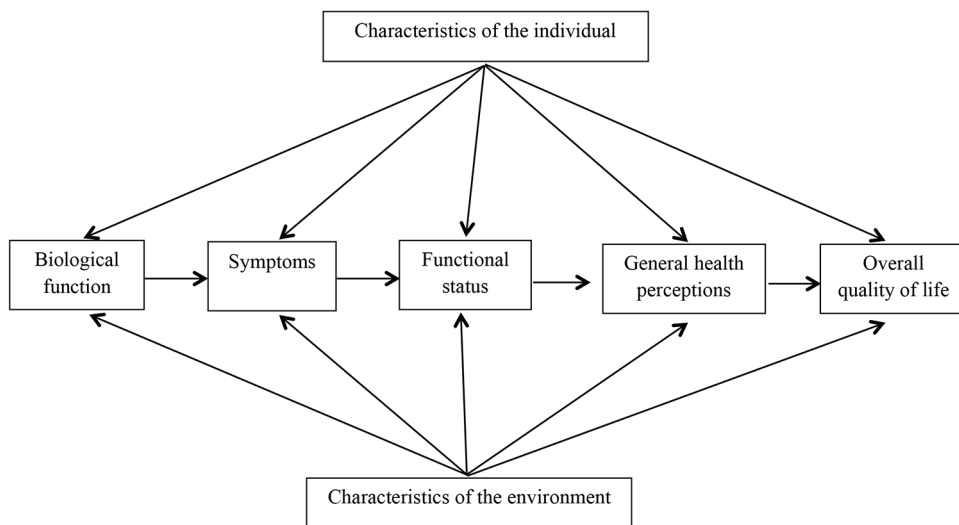 Characteristics of the individual
Biological
function
Symptoms
Functional
status
General health
perceptions
Overall
quality of life
Characteristics of the environment